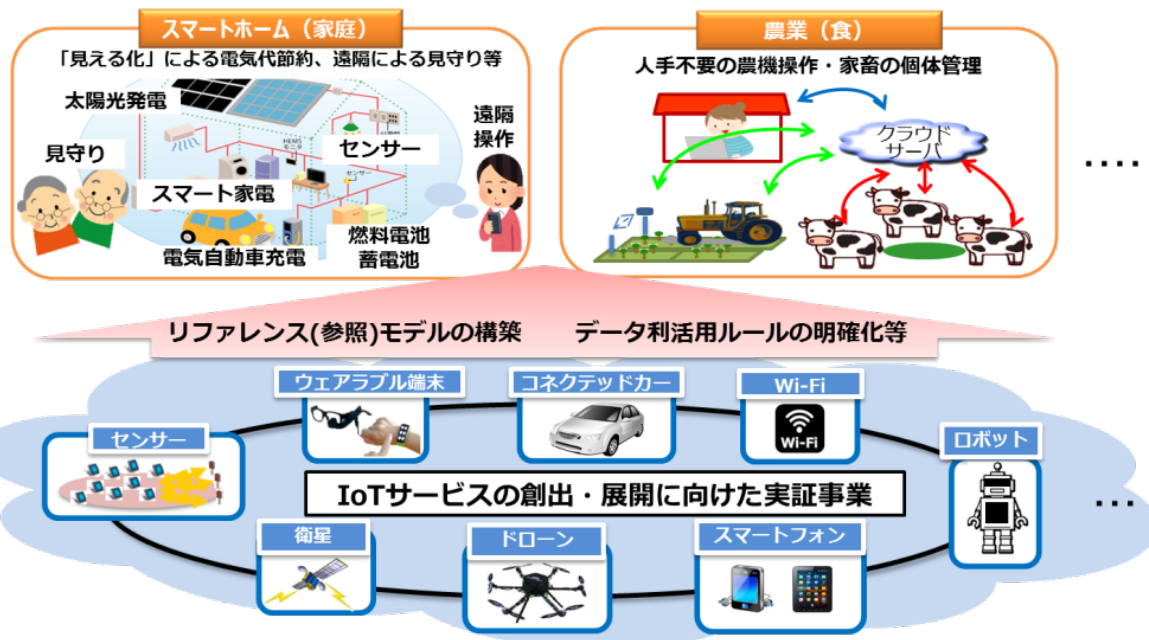 スマートホーム（家庭）
「見える化」による電気代節約、遠隔による見守り等
太陽光発電
見守り
HEMS
モニタ
センサー
センサー
スマート家電
電気自動車充電
燃料電池
蓄電池
遠隔
操作
農業（食）
人手不要の農機操作・家畜の個体管理
クラウド
サーバ
・・・・
リファレンス(参照)モデルの構築
データ利活用ルールの明確化等
ウェアラブル端末
コネクテッドカー
Wi-Fi
Wi-Fi
センサー
ロボット
IoTサービスの創出・展開に向けた実証事業
…
衛星
ドローン
スマートフォン